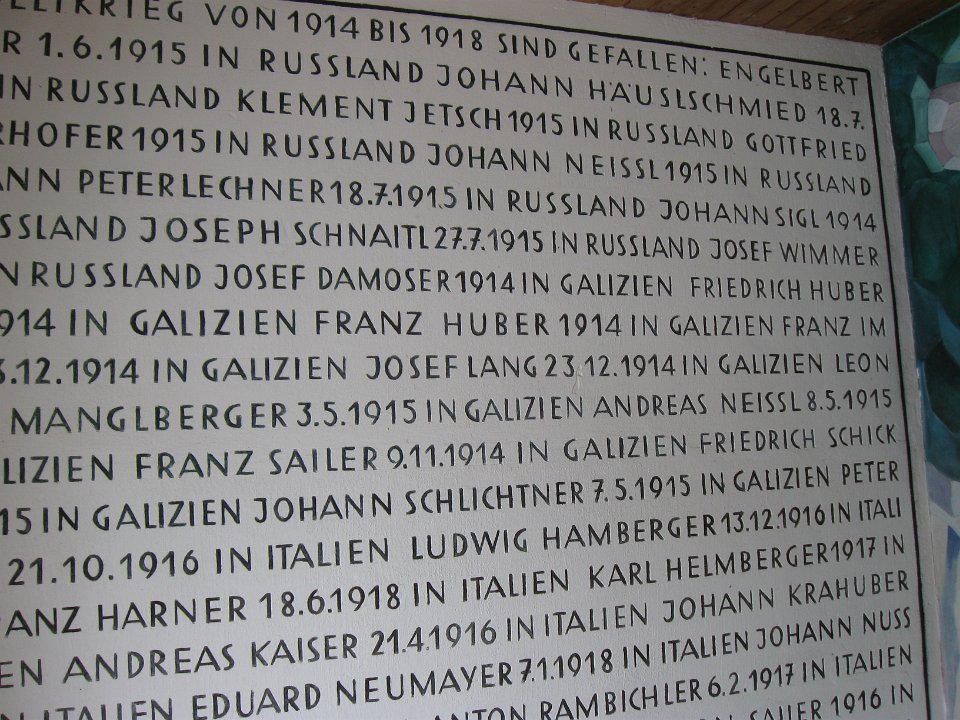 VON 1914 BIS 1918 SIND GEFALLEN: ENGELBERT
1.6.1915 IN RUSSLAND JOHANN HÄUSLSCHMIED 18.7.
IN RUSSLAND KLEMENT JETSCH 1915 IN RUSSLAND GOTTFRIED
RHOFER 1915 IN RUSSLAND JOHANN NEISSL 1915 IN RUSSLAND
ANN PETERLECHNER 18.7.1915 IN RUSSLAND JOHANN SIGL 1914
SSLAND JOSEPH SCHNAITL 27.7.1915 IN RUSSLAND JOSEF WIMMER
N RUSSLAND JOSEF DAMOSER 1914 IN GALIZIEN FRIEDRICH HUBER
1914 IN GALIZIEN FRANZ HUBER 1914 IN GALIZIEN FRANZ IM
3.12.1914 IN GALIZIEN JOSEF LANG 23.12.1914 IN GALIZIEN LEON
MANGLBERGER 3.5.1915 IN GALIZIEN ANDREAS NEISSL 8.5.1915
LIZIEN FRANZ SAILER 9.11.1914 IN GALIZIEN FRIEDRICH SCHICK
15 IN GALIZIEN JOHANN SCHLICHTNER 7.5.1915 IN GALIZIEN PETER
21.10.1916 IN ITALIEN LUDWIG HAMBERGER 13.12.1916 IN ITALI
ANZ HARNER 18.6.1918 IN ITALIEN KARL HELMBERGER 1917 IN
EN ANDREAS KAISER 21.4.1916 IN ITALIEN JOHANN KRAHUBER
N ITALIEN EDUARD NEUMAYER 7.1.1918 IN ITALIEN JOHANN NUSS
ANTON RAMBICHLER 6.2.1917 IN ITALIEN
SAILER 1916 IN